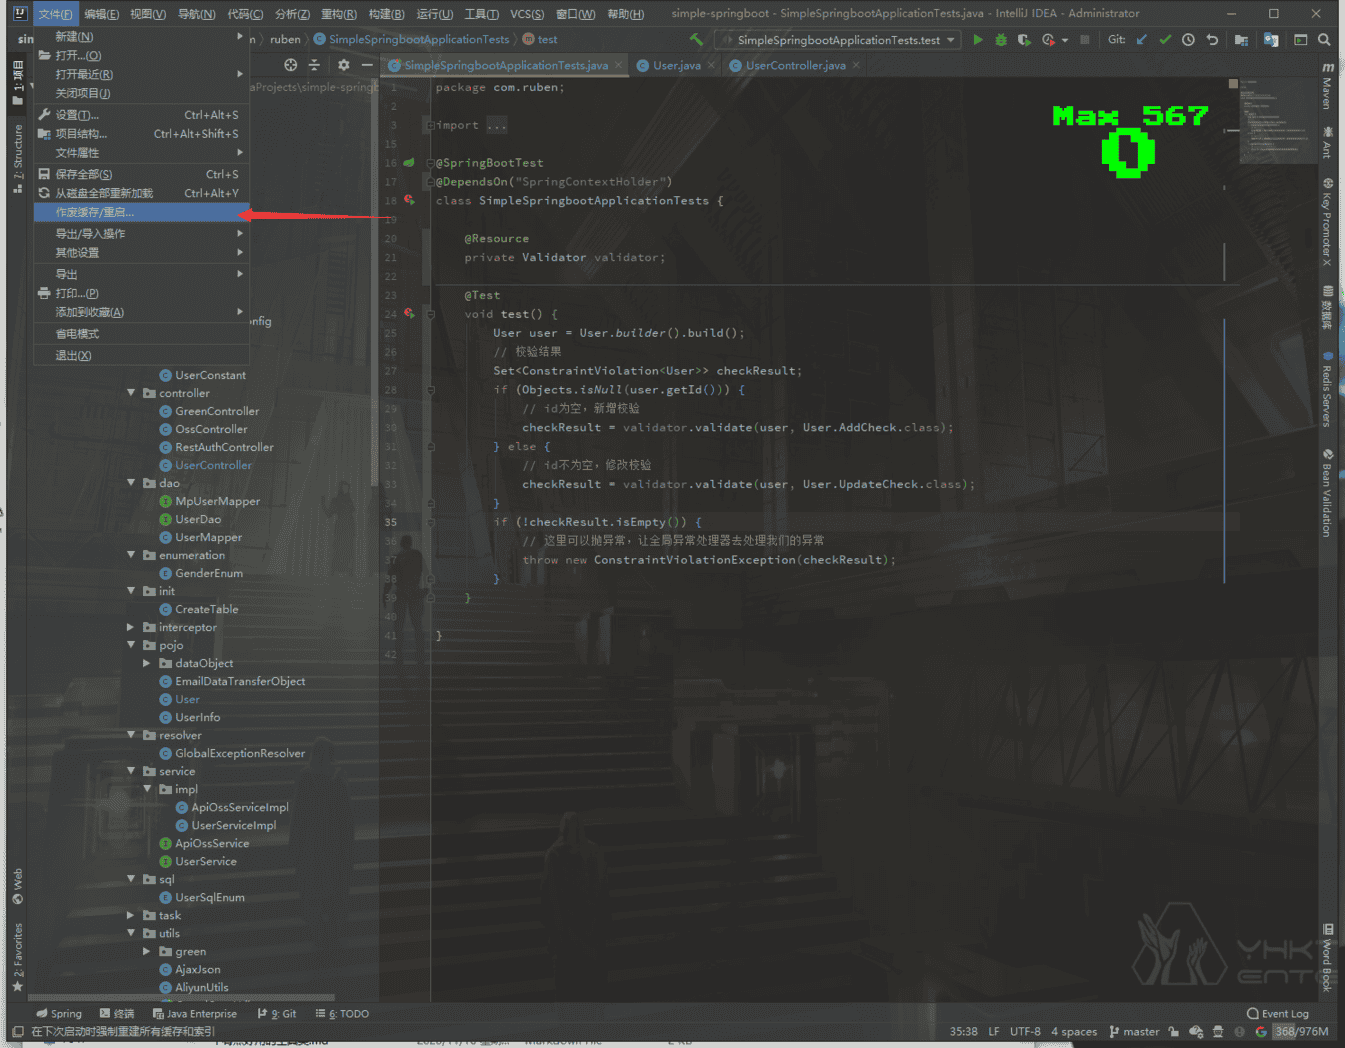 文件(F) 编辑(E) 视图(V) 导航(N) 代码(C) 分析(Z) 重构(R) 构建(B) 运行(U) 工具(T) VCS(S) 窗口(W) 帮助(H) simple-springboot - SimpleSpringbootApplicationTests.java - IntelliJ IDEA - Administrator
ruben SimpleSpringbootApplicationTests test SimpleSpringbootApplicationTests.test Git:
新建(N)
打开...(O)
打开最近(R)
关闭项目(J)
设置(T)... Ctrl+Alt+S
项目结构... Ctrl+Alt+Shift+S
文件属性
保存全部(S) Ctrl+S
从磁盘全部重新加载 Ctrl+Alt+Y
作废缓存/重启...
导出/导入操作
其他设置
导出
打印...(P)
添加到收藏(A)
省电模式
退出(X)
1: 项目
7: Structure
Web
2: Favorites
aProjects\simple-springb
nfig
UserConstant
controller
GreenController
OssController
RestAuthController
UserController
dao
MpUserMapper
UserDao
UserMapper
enumeration
GenderEnum
init
CreateTable
interceptor
pojo
dataObject
EmailDataTransferObject
User
UserInfo
resolver
GlobalExceptionResolver
service
impl
ApiOssServiceImpl
UserServiceImpl
ApiOssService
UserService
sql
UserSqlEnum
task
utils
green
AjaxJson
AliyunUtils
SimpleSpringbootApplicationTests.java User.java UserController.java
1 package com.ruben;
2
3 import ...
15
16 @SpringBootTest
17 @DependsOn("SpringContextHolder")
18 class SimpleSpringbootApplicationTests {
19
20 @Resource
21 private Validator validator;
22
23 @Test
24 void test() {
25 User user = User.builder().build();
26 // 校验结果
27 Set<ConstraintViolation<User>> checkResult;
28 if (Objects.isNull(user.getId())) {
29 // id为空，新增校验
30 checkResult = validator.validate(user, User.AddCheck.class);
31 } else {
32 // id不为空，修改校验
33 checkResult = validator.validate(user, User.UpdateCheck.class);
34 }
35 if (!checkResult.isEmpty()) {
36 // 这里可以抛异常，让全局异常处理器去处理我们的异常
37 throw new ConstraintViolationException(checkResult);
38 }
39 }
40
41 }
42
Max 567
0
Maven
Ant
Key Promoter X
数据库
Redis Servers
Bean Validation
Word Book
Spring 终端 Java Enterprise 9: Git 6: TODO Event Log
在下次启动时强制重建所有缓存和索引 35:38 LF UTF-8 4 spaces master 368/976M